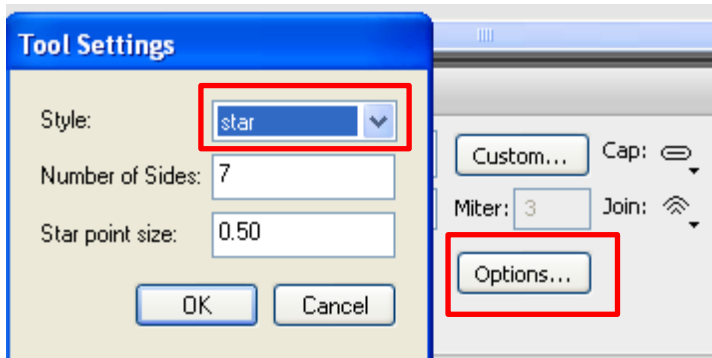 Tool Settings
Style: star
Number of Sides: 7
Star point size: 0.50
OK Cancel
Custom... Cap:
Miter: 3 Join:
Options...